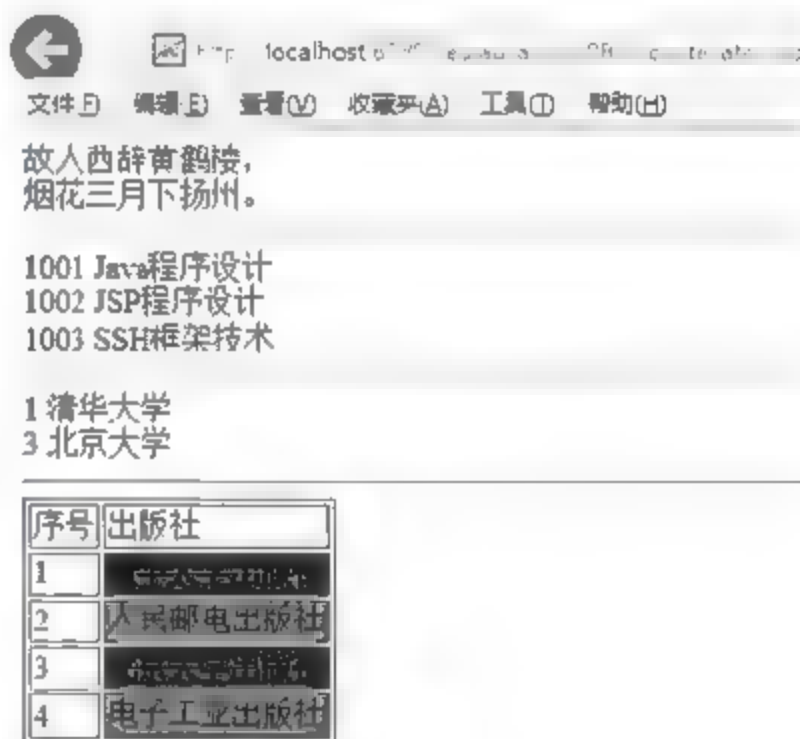 localhost
文件(F) 编辑(E) 查看(V) 收藏夹(A) 工具(T) 帮助(H)
故人西辞黄鹤楼，
烟花三月下扬州。
1001 Java程序设计
1002 JSP程序设计
1003 SSH框架技术
1 清华大学
3 北京大学
序号 出版社
1
2 人民邮电出版社
3
4 电子工业出版社